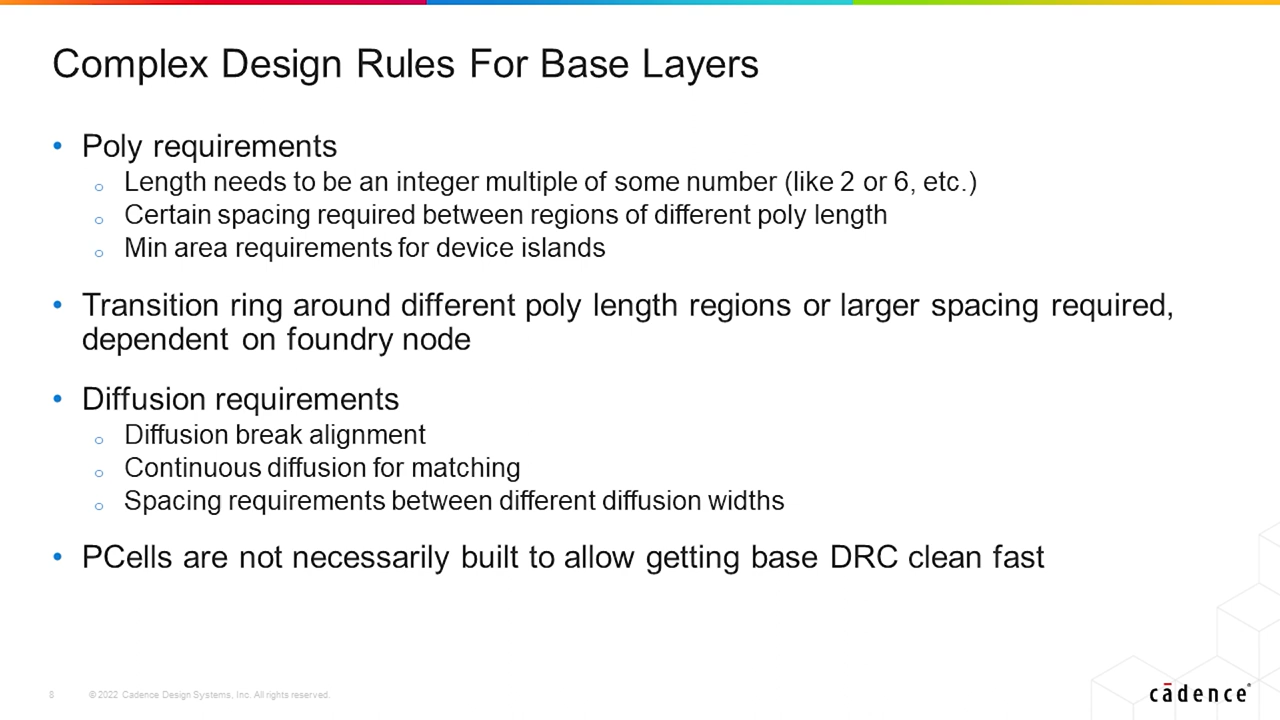 Complex Design Rules For Base Layers
• Poly requirements
o Length needs to be an integer multiple of some number (like 2 or 6, etc.)
o Certain spacing required between regions of different poly length
o Min area requirements for device islands
• Transition ring around different poly length regions or larger spacing required,
dependent on foundry node
• Diffusion requirements
o Diffusion break alignment
o Continuous diffusion for matching
o Spacing requirements between different diffusion widths
• PCells are not necessarily built to allow getting base DRC clean fast
8 © 2022 Cadence Design Systems, Inc. All rights reserved.
cādence®